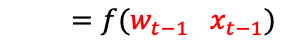 = f(w_{t-1} x_{t-1})